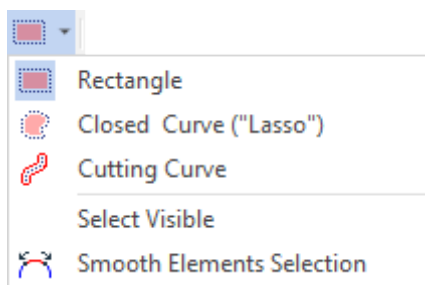 Rectangle
Closed Curve ("Lasso")
Cutting Curve
Select Visible
Smooth Elements Selection